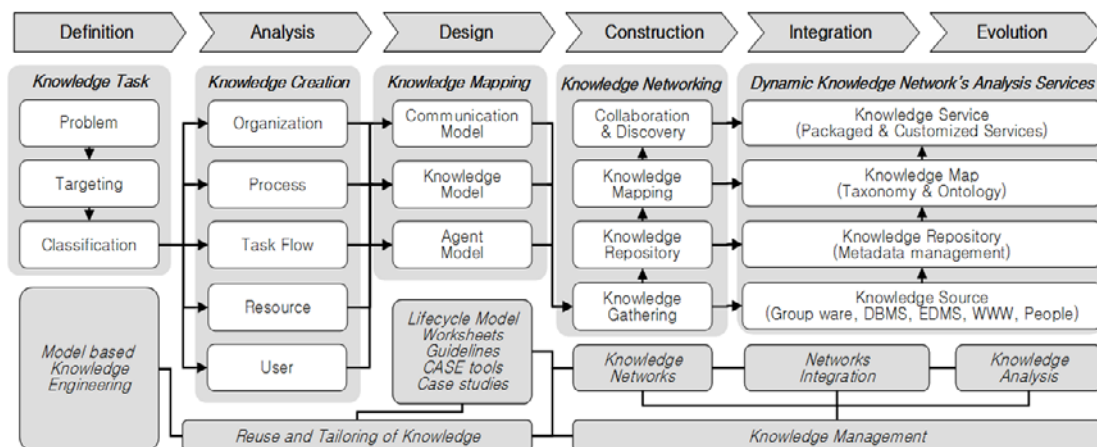 Definition
Analysis
Design
Construction
Integration
Evolution
Knowledge Task
Problem
Targeting
Classification
Knowledge Creation
Organization
Process
Task Flow
Resource
User
Knowledge Mapping
Communication
Model
Knowledge
Model
Agent
Model
Knowledge Networking
Collaboration
& Discovery
Knowledge
Mapping
Knowledge
Repository
Knowledge
Gathering
Dynamic Knowledge Network's Analysis Services
Knowledge Service
(Packaged & Customized Services)
Knowledge Map
(Taxonomy & Ontology)
Knowledge Repository
(Metadata management)
Knowledge Source
(Group ware, DBMS, EDMS, WWW, People)
Model based
Knowledge
Engineering
Lifecycle Model
Worksheets
Guidelines
CASE tools
Case studies
Knowledge
Networks
Networks
Integration
Knowledge
Analysis
Reuse and Tailoring of Knowledge
Knowledge Management